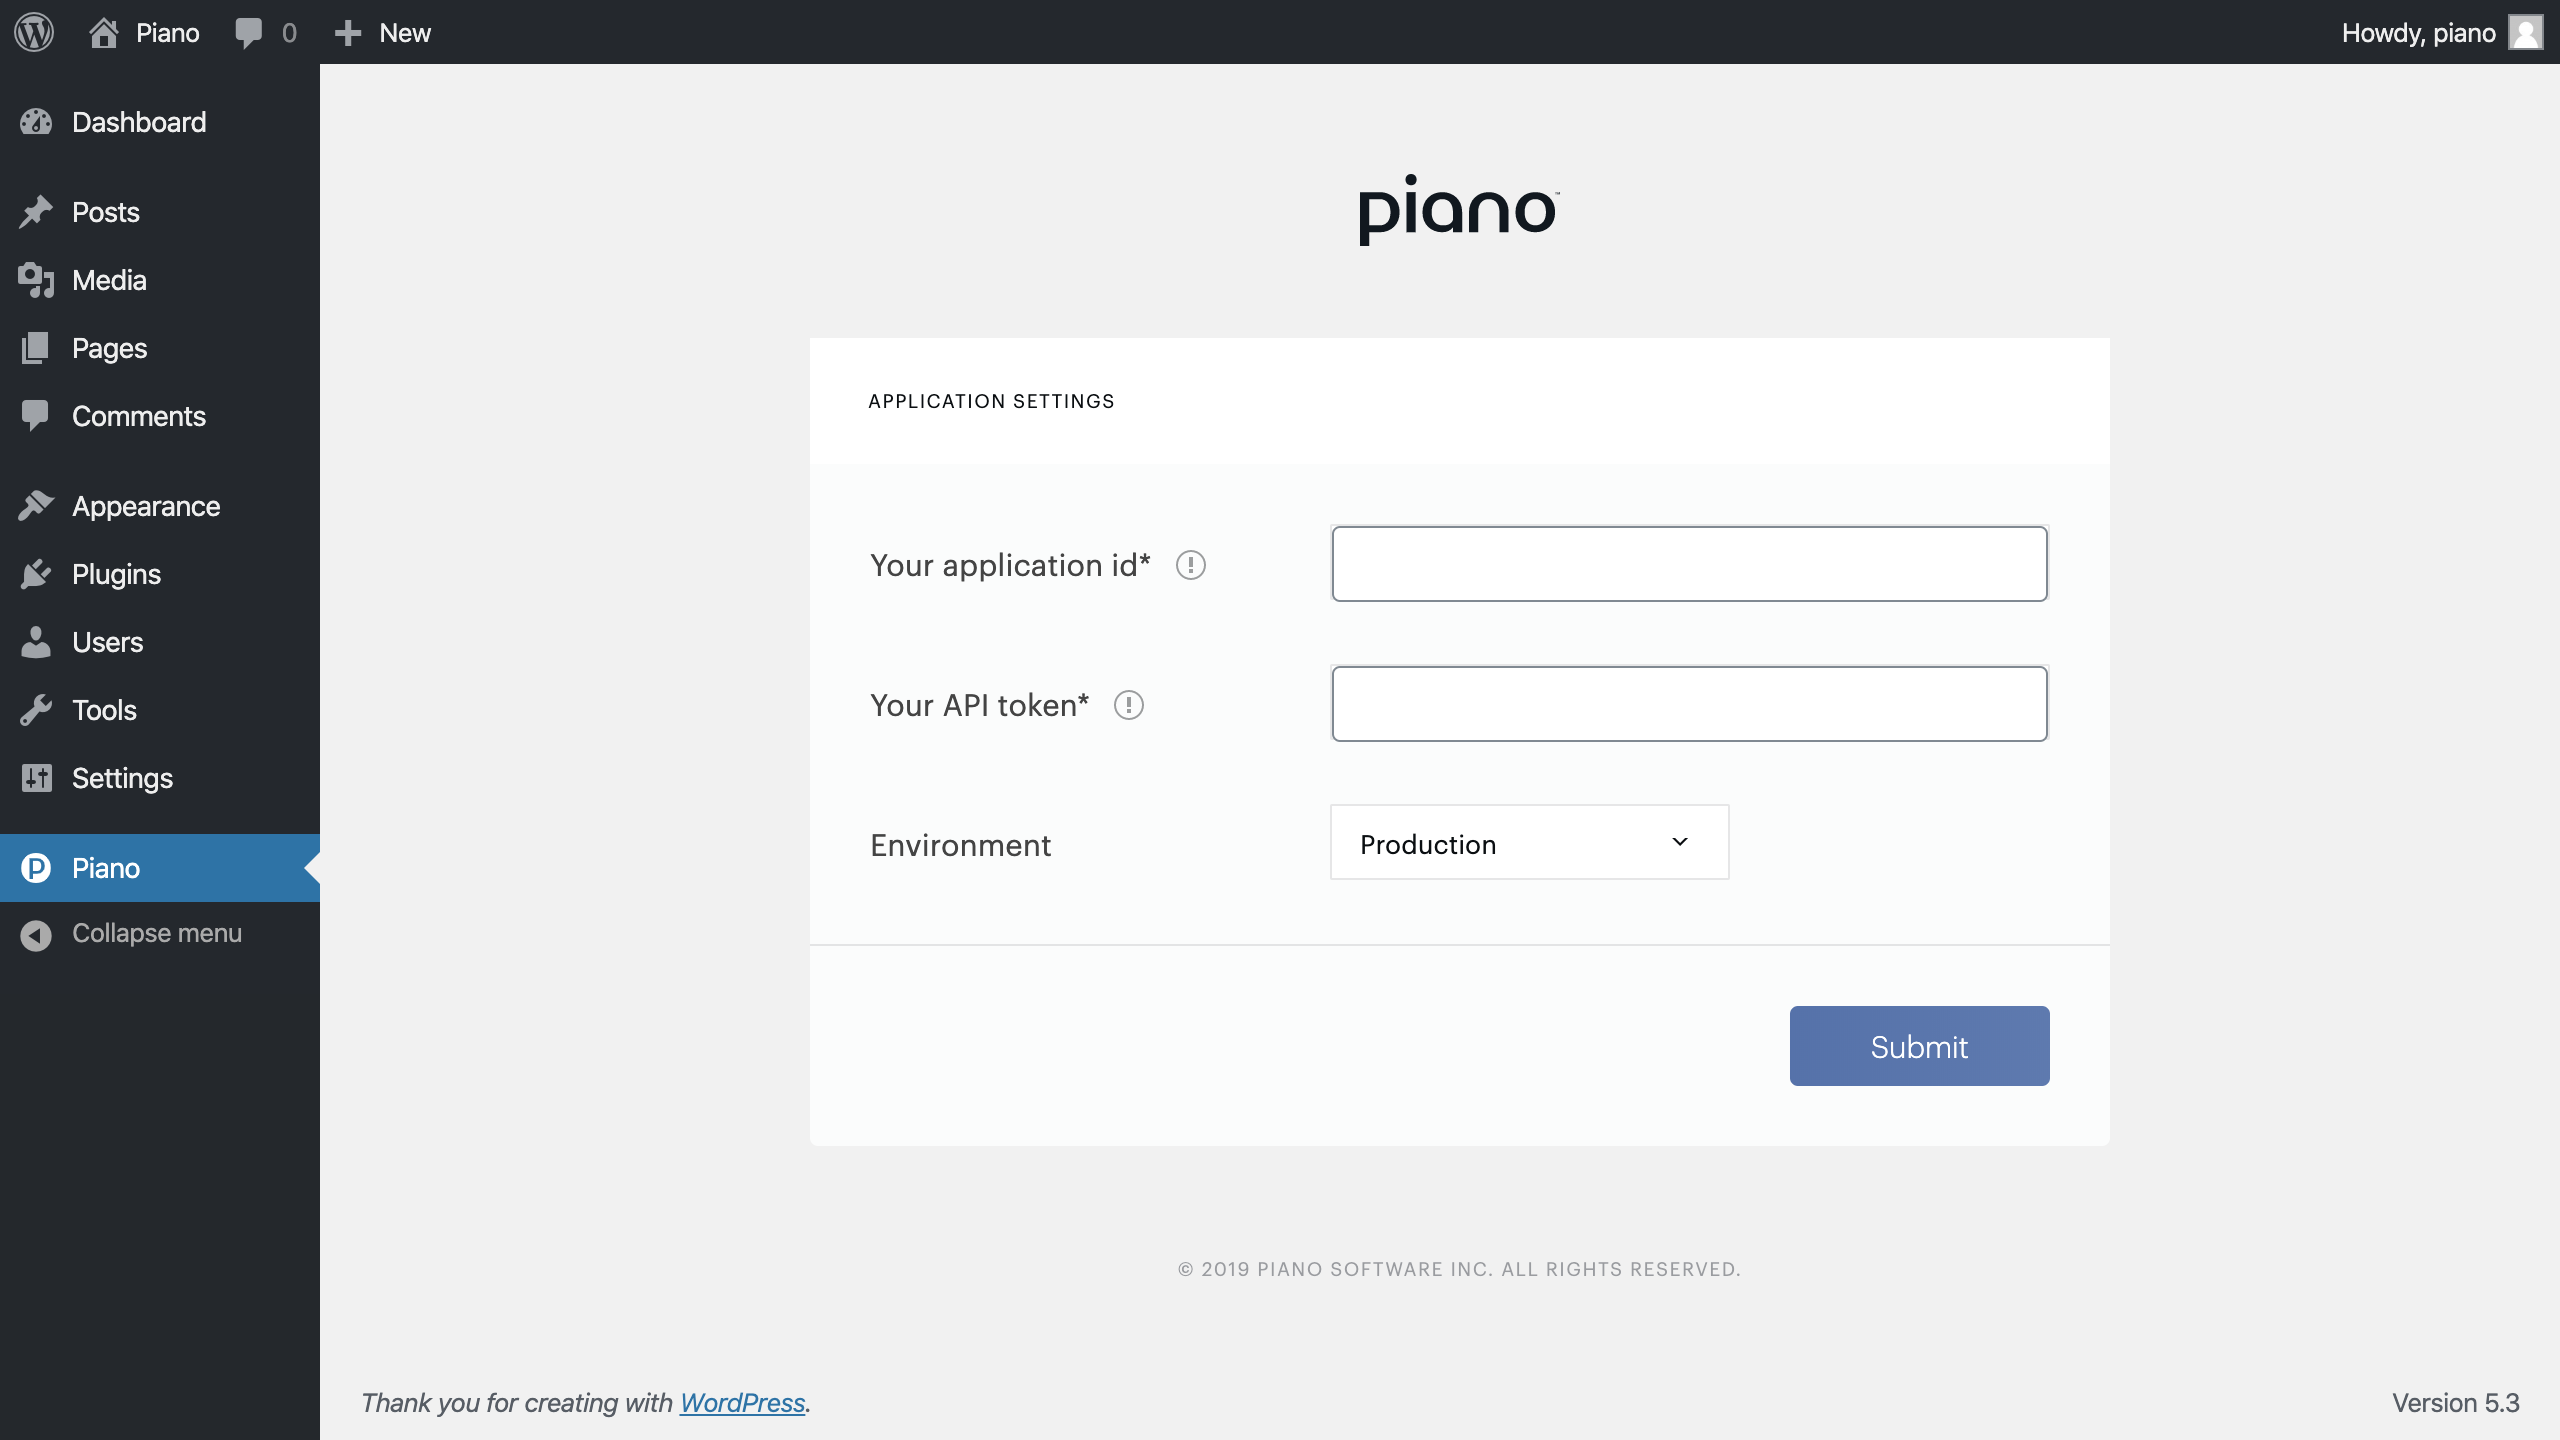 Piano 0 New Howdy, piano
Dashboard
Posts
Media
Pages
Comments
Appearance
Plugins
Users
Tools
Settings
Piano
Collapse menu
piano™
APPLICATION SETTINGS
Your application id*
Your API token*
Environment Production
Submit
© 2019 PIANO SOFTWARE INC. ALL RIGHTS RESERVED.
Thank you for creating with WordPress. Version 5.3